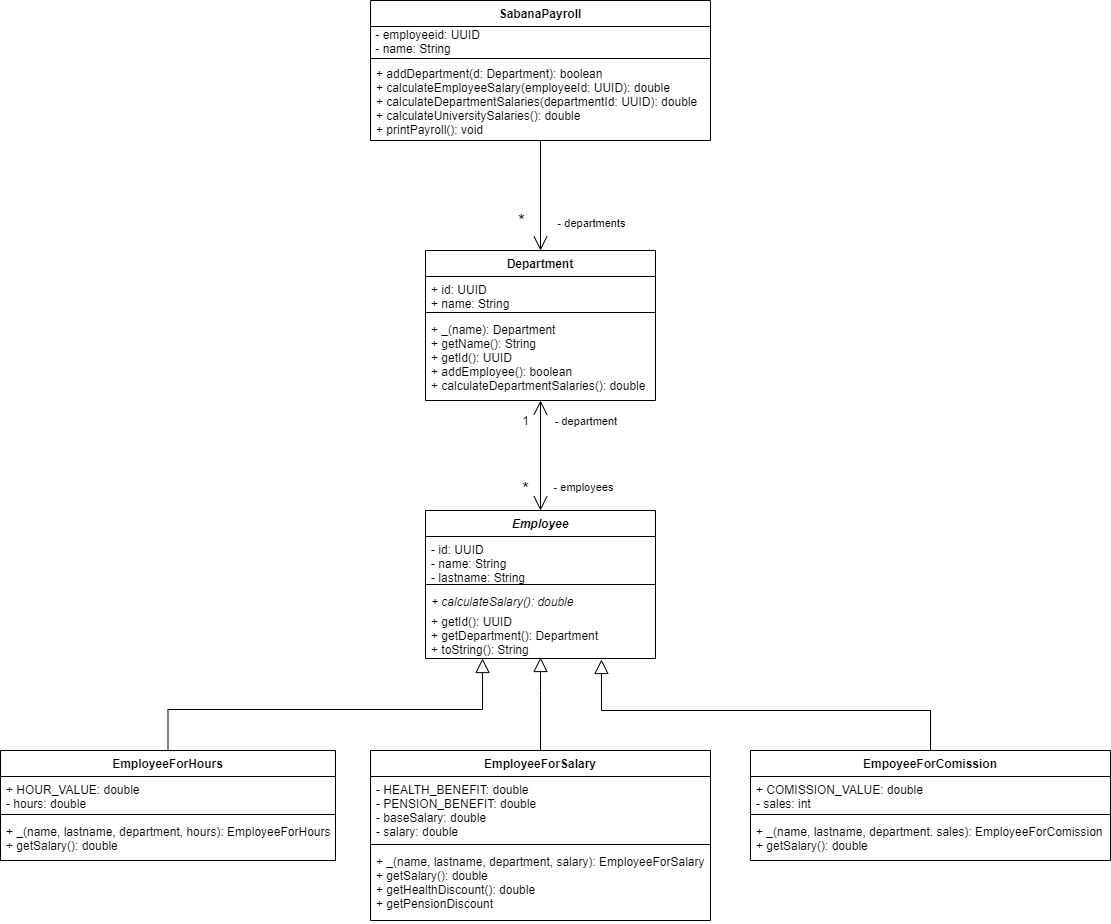 SabanaPayroll
- employeeid: UUID
- name: String
+ addDepartment(d: Department): boolean
+ calculateEmployeeSalary(employeeId: UUID): double
+ calculateDepartmentSalaries(departmentId: UUID): double
+ calculateUniversitySalaries(): double
+ printPayroll(): void
*
- departments
Department
+ id: UUID
+ name: String
+ _(name): Department
+ getName(): String
+ getId(): UUID
+ addEmployee(): boolean
+ calculateDepartmentSalaries(): double
1
- department
*
- employees
Employee
- id: UUID
- name: String
- lastname: String
+ calculateSalary(): double
+ getId(): UUID
+ getDepartment(): Department
+ toString(): String
EmployeeForHours
+ HOUR_VALUE: double
- hours: double
+ _(name, lastname, department, hours): EmployeeForHours
+ getSalary(): double
EmployeeForSalary
- HEALTH_BENEFIT: double
- PENSION_BENEFIT: double
- baseSalary: double
- salary: double
+ _(name, lastname, department, salary): EmployeeForSalary
+ getSalary(): double
+ getHealthDiscount(): double
+ getPensionDiscount
EmpoyeeForComission
+ COMISSION_VALUE: double
- sales: int
+ _(name, lastname, department. sales): EmployeeForComission
+ getSalary(): double